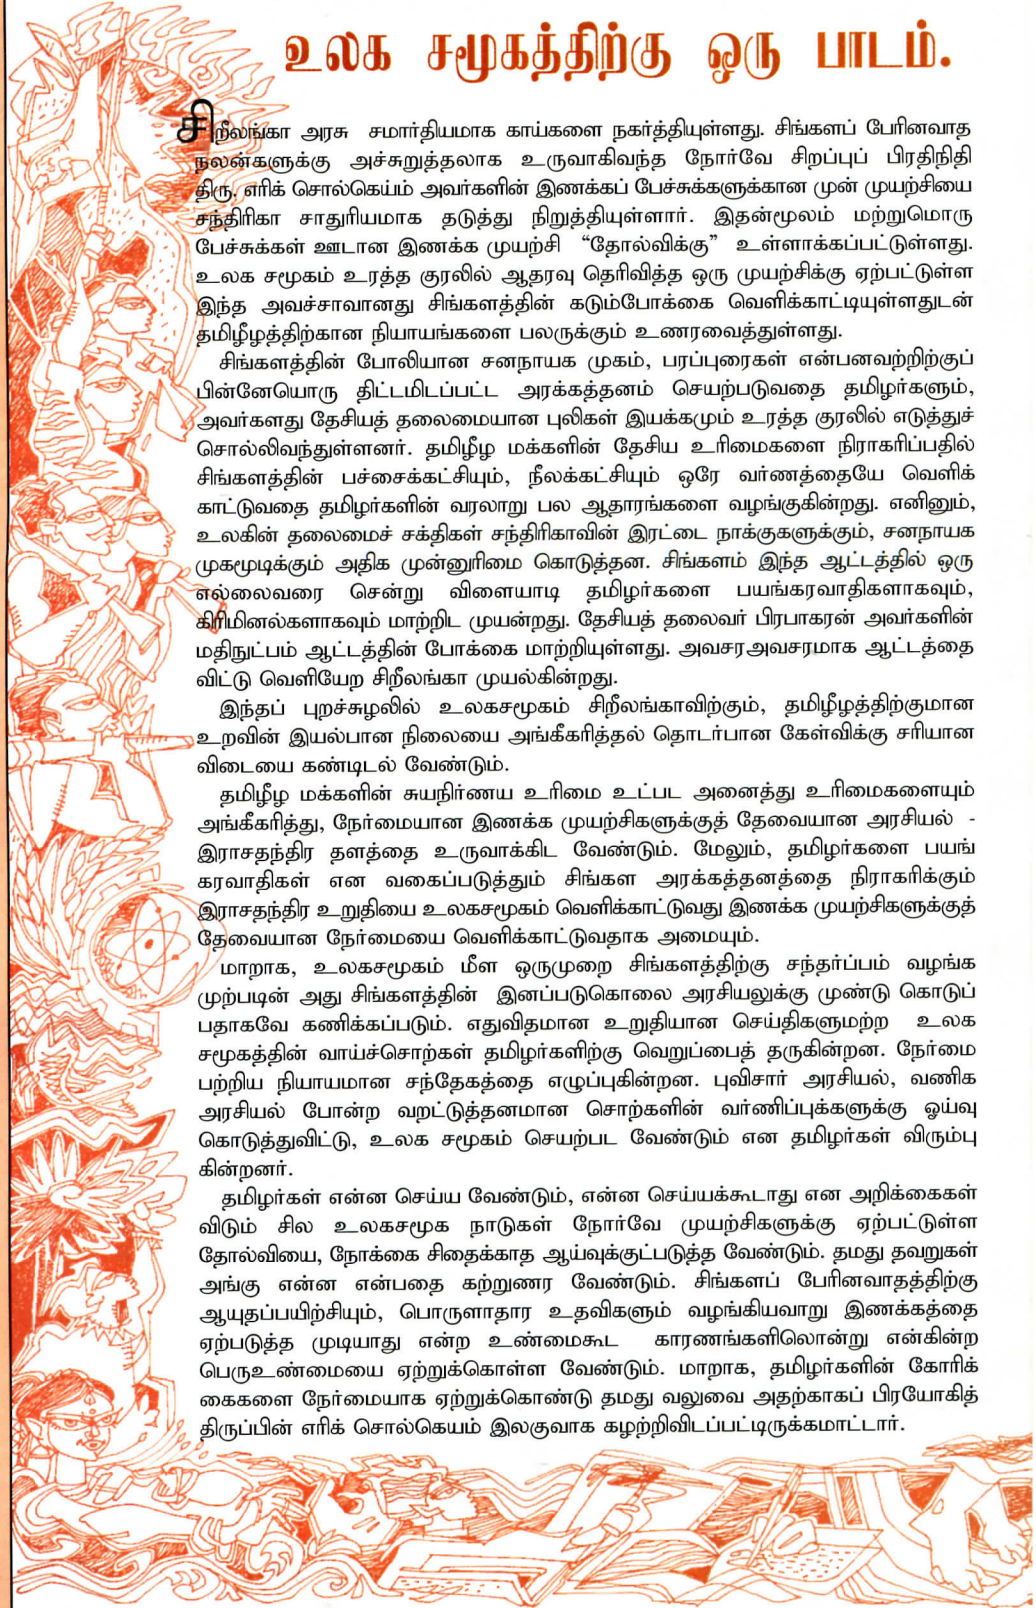 உலக சமூகத்திற்கு ஒரு பாடம்.
சிறீலங்கா அரசு சமார்தியமாக காய்களை நகர்த்தியுள்ளது. சிங்களப் பேரினவாத
நலன்களுக்கு அச்சுறுத்தலாக உருவாகிவந்த நோர்வே சிறப்புப் பிரதிநிதி
திரு. எரிக் சொல்கெய்ம் அவர்களின் இணக்கப் பேச்சுக்களுக்கான முன் முயற்சியை
சந்திரிகா சாதுரியமாக தடுத்து நிறுத்தியுள்ளார். இதன்மூலம் மற்றுமொரு
பேச்சுக்கள் ஊடான இணக்க முயற்சி “தோல்விக்கு” உள்ளாக்கப்பட்டுள்ளது.
உலக சமூகம் உரத்த குரலில் ஆதரவு தெரிவித்த ஒரு முயற்சிக்கு ஏற்பட்டுள்ள
இந்த அவச்சாவானது சிங்களத்தின் கடும்போக்கை வெளிக்காட்டியுள்ளதுடன்
தமிழீழத்திற்கான நியாயங்களை பலருக்கும் உணரவைத்துள்ளது.
சிங்களத்தின் போலியான சனநாயக முகம், பரப்புரைகள் என்பனவற்றிற்குப்
பின்னேயொரு திட்டமிடப்பட்ட அரக்கத்தனம் செயற்படுவதை தமிழர்களும்,
அவர்களது தேசியத் தலைமையான புலிகள் இயக்கமும் உரத்த குரலில் எடுத்துச்
சொல்லிவந்துள்ளனர். தமிழீழ மக்களின் தேசிய உரிமைகளை நிராகரிப்பதில்
சிங்களத்தின் பச்சைக்கட்சியும், நீலக்கட்சியும் ஒரே வர்ணத்தையே வெளிக்
காட்டுவதை தமிழர்களின் வரலாறு பல ஆதாரங்களை வழங்குகின்றது. எனினும்,
உலகின் தலைமைச் சக்திகள் சந்திரிகாவின் இரட்டை நாக்குகளுக்கும், சனநாயக
முகமூடிக்கும் அதிக முன்னுரிமை கொடுத்தன. சிங்களம் இந்த ஆட்டத்தில் ஒரு
எல்லைவரை சென்று விளையாடி தமிழர்களை பயங்கரவாதிகளாகவும்,
கிரிமினல்களாகவும் மாற்றிட முயன்றது. தேசியத் தலைவர் பிரபாகரன் அவர்களின்
மதிநுட்பம் ஆட்டத்தின் போக்கை மாற்றியுள்ளது. அவசரஅவசரமாக ஆட்டத்தை
விட்டு வெளியேற சிறீலங்கா முயல்கின்றது.
இந்தப் புறச்சுழலில் உலகசமூகம் சிறீலங்காவிற்கும், தமிழீழத்திற்குமான
உறவின் இயல்பான நிலையை அங்கீகரித்தல் தொடர்பான கேள்விக்கு சரியான
விடையை கண்டிடல் வேண்டும்.
தமிழீழ மக்களின் சுயநிர்ணய உரிமை உட்பட அனைத்து உரிமைகளையும்
அங்கீகரித்து, நேர்மையான இணக்க முயற்சிகளுக்குத் தேவையான அரசியல் -
இராசதந்திர தளத்தை உருவாக்கிட வேண்டும். மேலும், தமிழர்களை பயங்
கரவாதிகள் என வகைப்படுத்தும் சிங்கள அரக்கத்தனத்தை நிராகரிக்கும்
இராசதந்திர உறுதியை உலகசமூகம் வெளிக்காட்டுவது இணக்க முயற்சிகளுக்குத்
தேவையான நேர்மையை வெளிக்காட்டுவதாக அமையும்.
மாறாக, உலகசமூகம் மீள ஒருமுறை சிங்களத்திற்கு சந்தர்ப்பம் வழங்க
முற்படின் அது சிங்களத்தின் இனப்படுகொலை அரசியலுக்கு முண்டு கொடுப்
பதாகவே கணிக்கப்படும். எதுவிதமான உறுதியான செய்திகளுமற்ற உலக
சமூகத்தின் வாய்ச்சொற்கள் தமிழர்களிற்கு வெறுப்பைத் தருகின்றன. நேர்மை
பற்றிய நியாயமான சந்தேகத்தை எழுப்புகின்றன. புவிசார் அரசியல், வணிக
அரசியல் போன்ற வறட்டுத்தனமான சொற்களின் வர்ணிப்புக்களுக்கு ஓய்வு
கொடுத்துவிட்டு, உலக சமூகம் செயற்பட வேண்டும் என தமிழர்கள் விரும்பு
கின்றனர்.
தமிழர்கள் என்ன செய்ய வேண்டும், என்ன செய்யக்கூடாது என அறிக்கைகள்
விடும் சில உலகசமூக நாடுகள் நோர்வே முயற்சிகளுக்கு ஏற்பட்டுள்ள
தோல்வியை, நோக்கை சிதைக்காத ஆய்வுக்குட்படுத்த வேண்டும். தமது தவறுகள்
அங்கு என்ன என்பதை கற்றுணர வேண்டும். சிங்களப் பேரினவாதத்திற்கு
ஆயுதப்பயிற்சியும், பொருளாதார உதவிகளும் வழங்கியவாறு இணக்கத்தை
ஏற்படுத்த முடியாது என்ற உண்மைகூட காரணங்களிலொன்று என்கின்ற
பெருஉண்மையை ஏற்றுக்கொள்ள வேண்டும். மாறாக, தமிழர்களின் கோரிக்
கைகளை நேர்மையாக ஏற்றுக்கொண்டு தமது வலுவை அதற்காகப் பிரயோகித்
திருப்பின் எரிக் சொல்கெயம் இலகுவாக கழற்றிவிடப்பட்டிருக்கமாட்டார்.